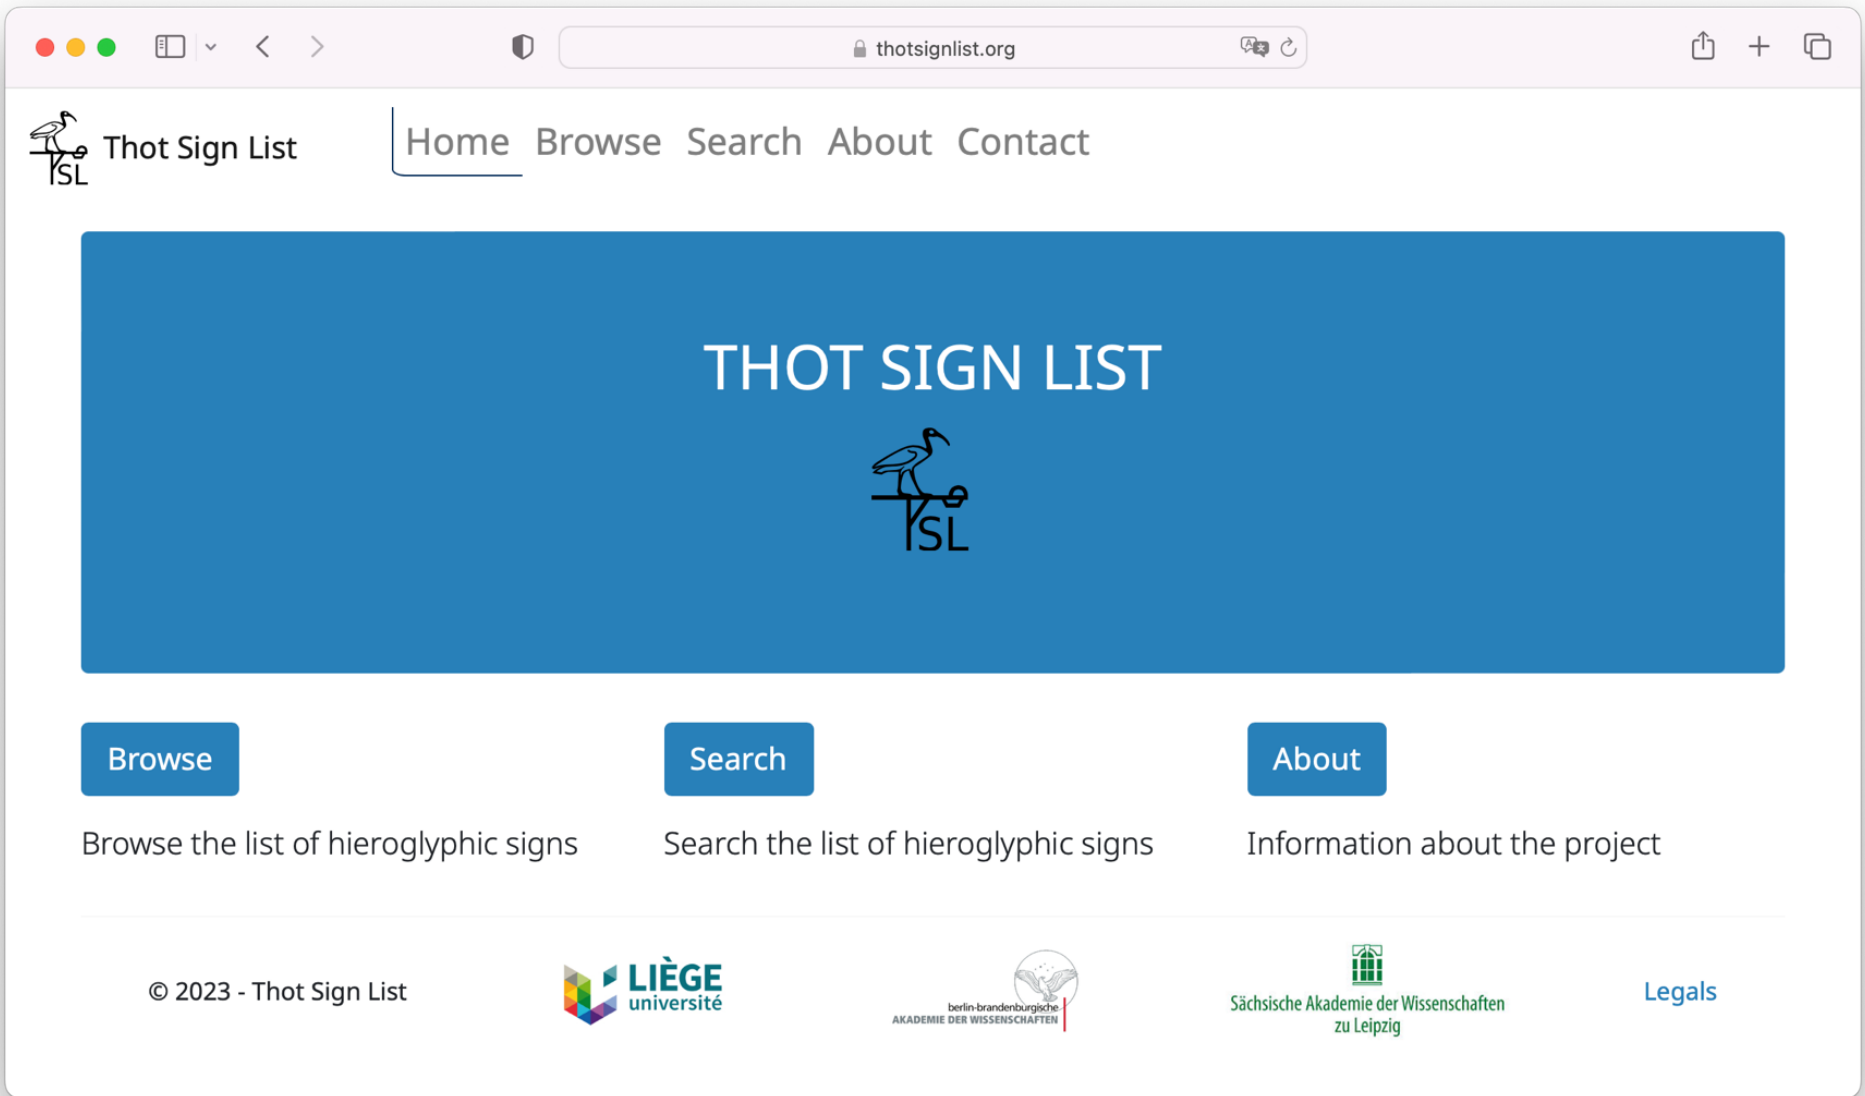 thotsignlist.org
TSL
Thot Sign List
Home Browse Search About Contact
THOT SIGN LIST
TSL
Browse
Search
About
Browse the list of hieroglyphic signs
Search the list of hieroglyphic signs
Information about the project
© 2023 - Thot Sign List
LIÈGE
université
berlin-brandenburgische
AKADEMIE DER WISSENSCHAFTEN
Sächsische Akademie der Wissenschaften
zu Leipzig
Legals